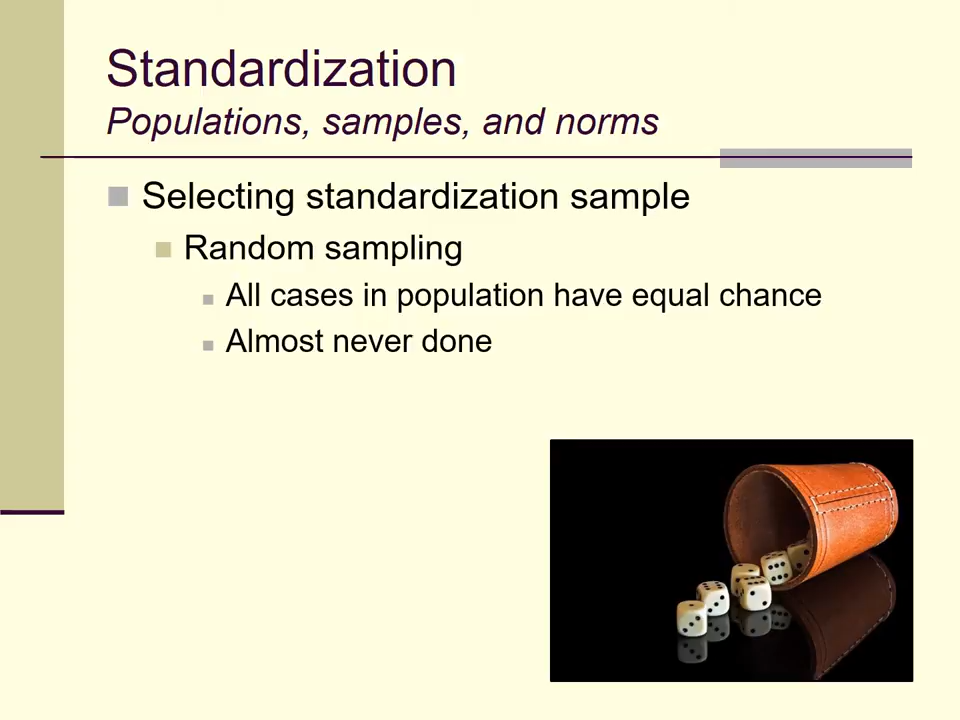 Standardization
Populations, samples, and norms
Selecting standardization sample
Random sampling
All cases in population have equal chance
Almost never done